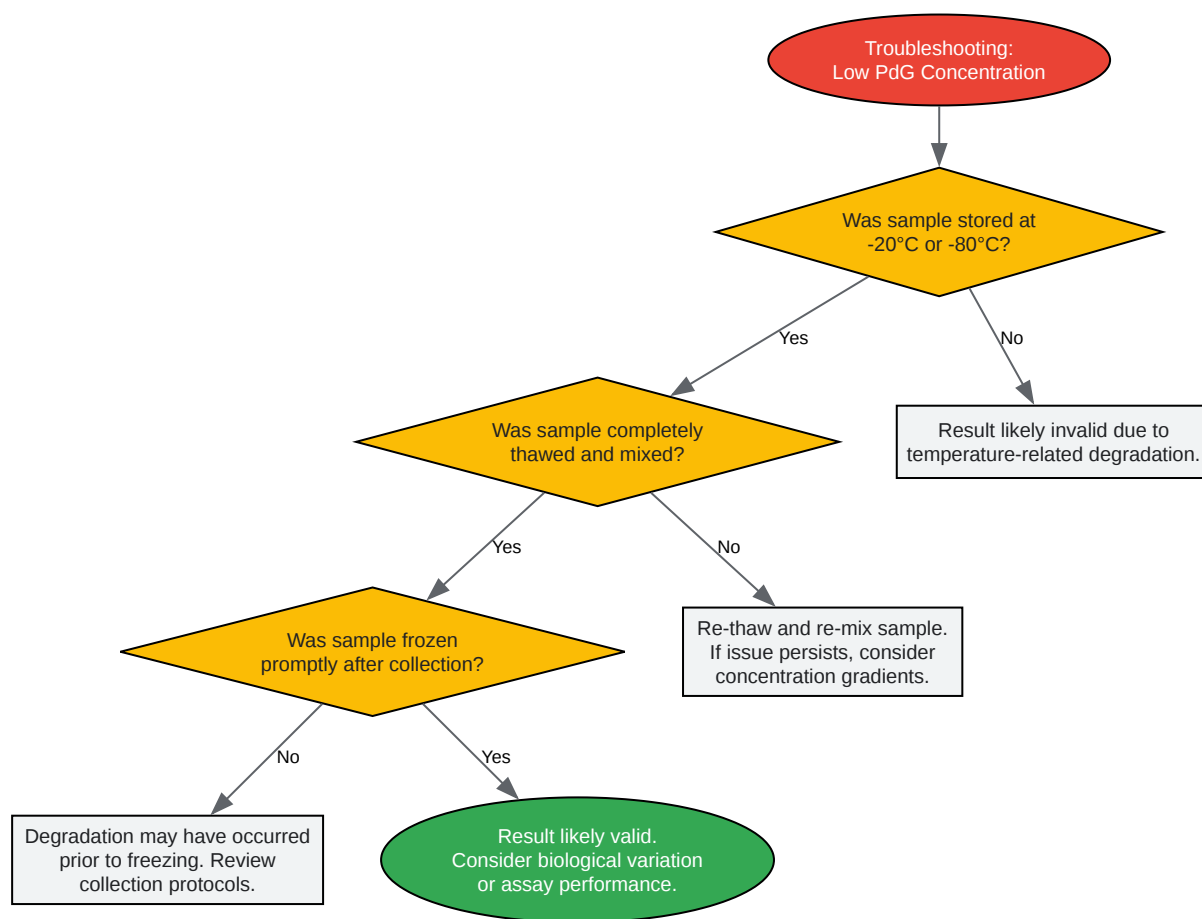 Troubleshooting:
Low PdG Concentration
Was sample stored at
-20°C or -80°C?
Yes
No
Was sample completely
thawed and mixed?
Result likely invalid due to
temperature-related degradation.
Yes
No
Was sample frozen
promptly after collection?
Re-thaw and re-mix sample.
If issue persists, consider
concentration gradients.
No
Yes
Degradation may have occurred
prior to freezing. Review
collection protocols.
Result likely valid.
Consider biological variation
or assay performance.